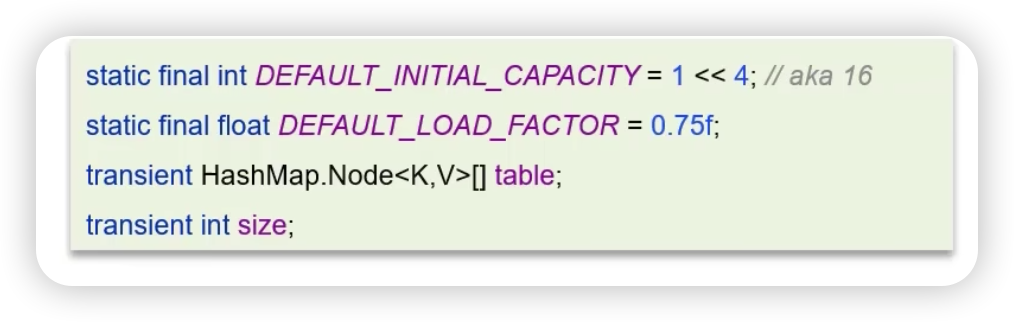 static final int DEFAULT_INITIAL_CAPACITY = 1 << 4; // aka 16
static final float DEFAULT_LOAD_FACTOR = 0.75f;
transient HashMap.Node<K,V>[] table;
transient int size;